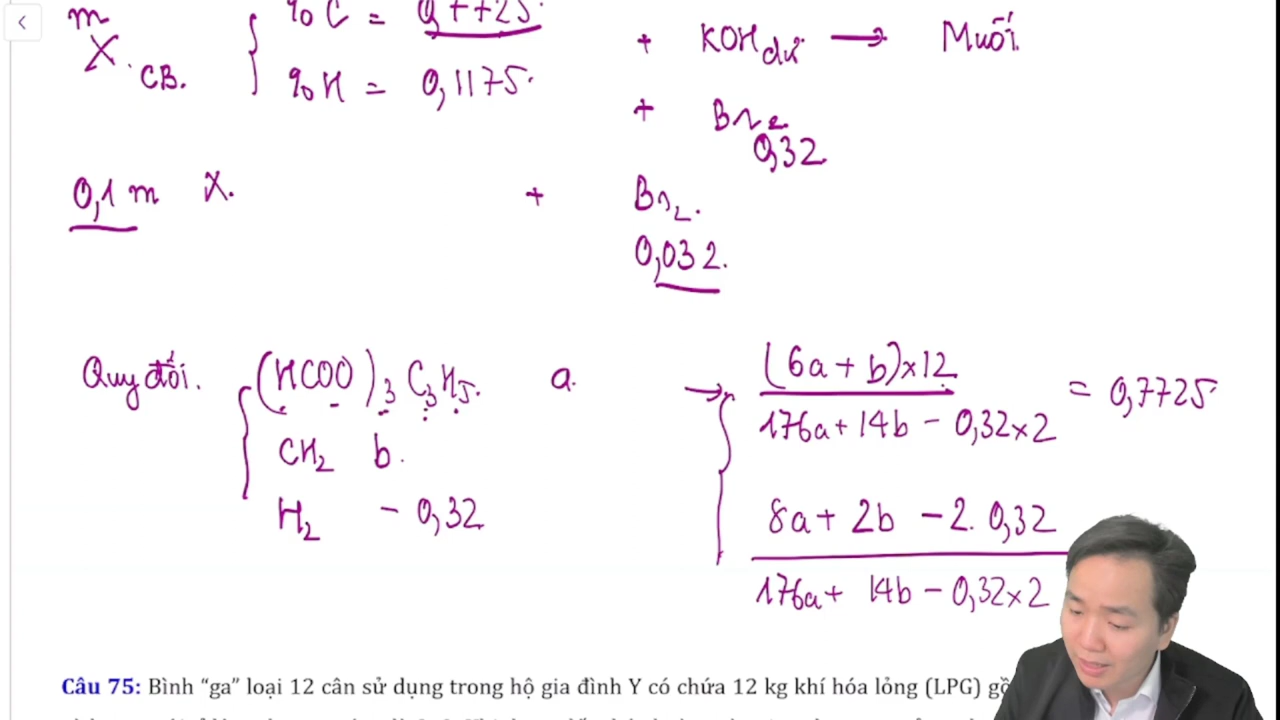 m
%C = 0,7725.
X. CB.
%H = 0,1175.
+ KOH dư → Muối.
+ Br2
0,32
0,1 m X. + Br2.
0,032.
Quy đổi. (HCOO)3 C3H5. a.
CH2 b.
H2 - 0,32
→ (6a + b)×12 / 176a + 14b - 0,32×2 = 0,7725
8a + 2b - 2. 0,32
176a + 14b - 0,32×2
Câu 75: Bình “ga” loại 12 cân sử dụng trong hộ gia đình Y có chứa 12 kg khí hóa lỏng (LPG)